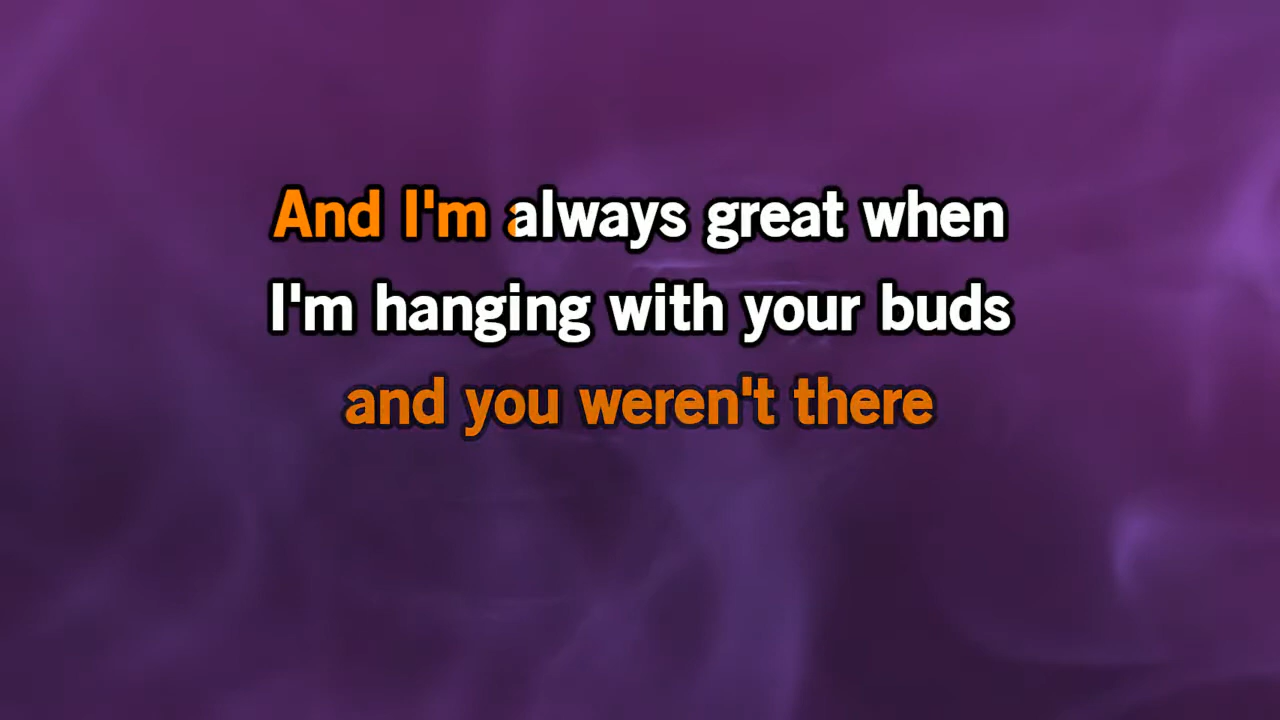 And I'm always great when
I'm hanging with your buds
and you weren't there